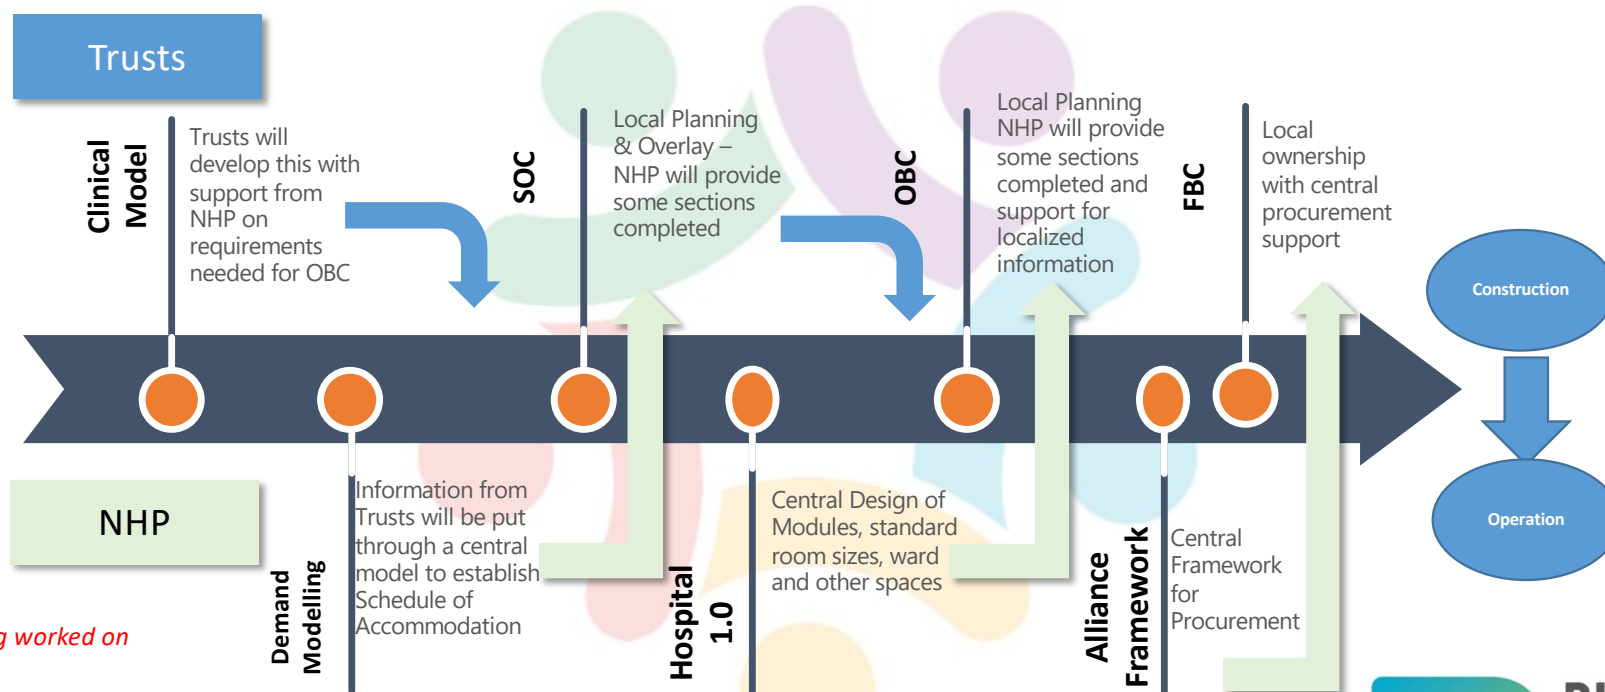 Trusts
Clinical
Model
Trusts will
develop this with
support from
NHP on
requirements
needed for OBC
SOC
Local Planning
& Overlay –
NHP will provide
some sections
completed
OBC
Local Planning
NHP will provide
some sections
completed and
support for
localized
information
FBC
Local
ownership
with central
procurement
support
Construction
Operation
NHP
Demand
Modelling
Information from
Trusts will be put
through a central
model to establish
Schedule of
Accommodation
Hospital
1.0
Central Design of
Modules, standard
room sizes, ward
and other spaces
Alliance
Framework
Central
Framework
for
Procurement
worked on